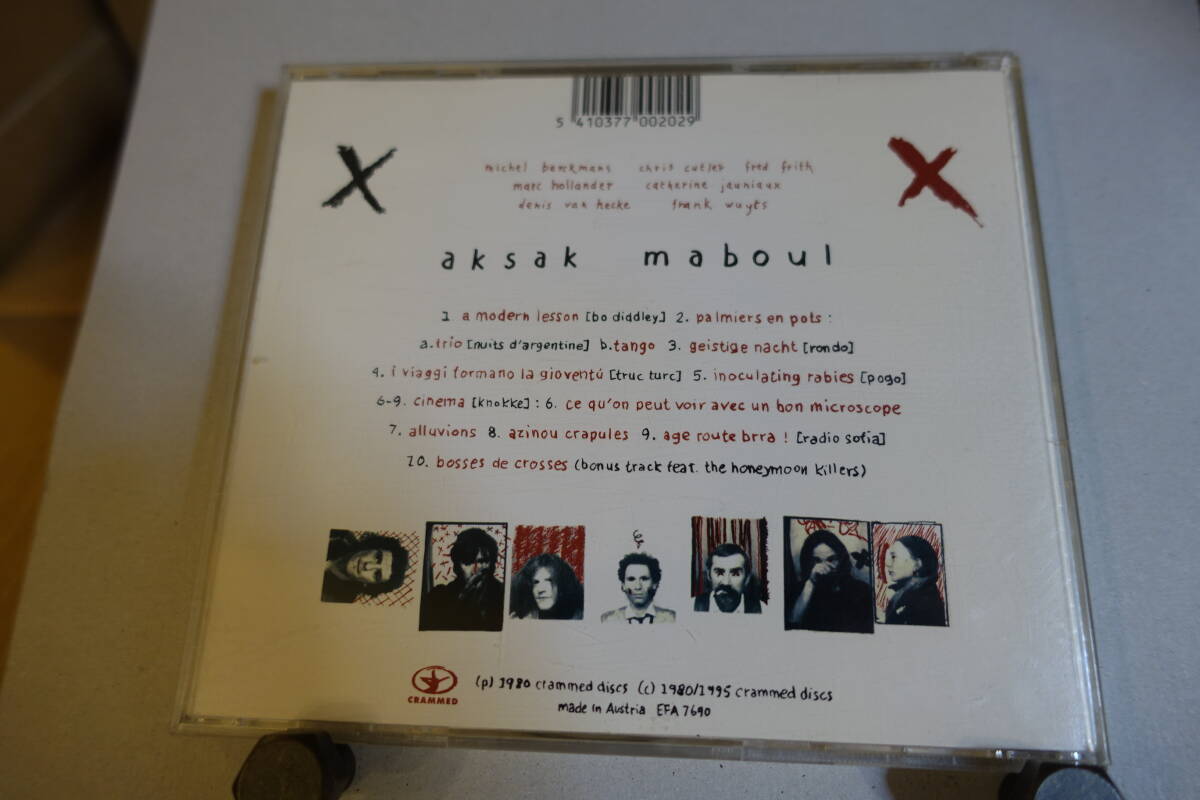 5 410377 002029
michel berckmans chris cutler fred frith
marc hollander catherine jauniaux
denis van hecke frank wuyts
aksak maboul
1 a modern lesson [bo diddley] 2. palmiers en pots :
a.trio [nuits d'argentine] b.tango 3. geistige nacht [rondo]
4. i viaggi formano la gioventú [truc turc] 5. inoculating rabies [pogo]
6-9. cinema [knokke] : 6. ce qu'on peut voir avec un bon microscope
7. alluvions 8. azinou crapules 9. age route brra ! [radio sofia]
10. bosses de crosses (bonus track feat. the honeymoon killers)
CRAMMED
(p) 1980 crammed discs (c) 1980/1995 crammed discs
made in Austria EFA 7690